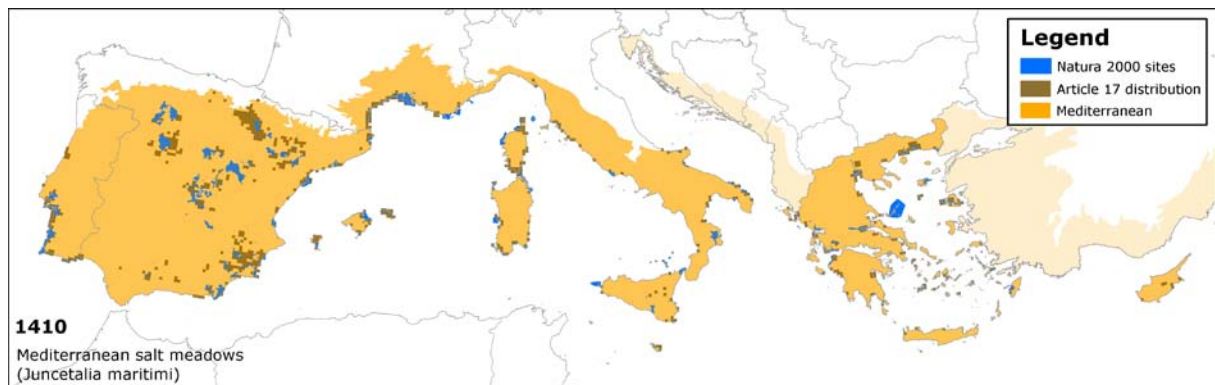 Legend
Natura 2000 sites
Article 17 distribution
Mediterranean
1410
Mediterranean salt meadows
(Juncetalia maritimi)